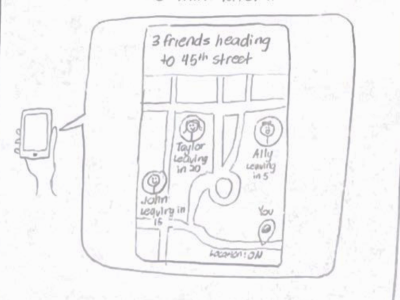 3 friends heading
to 45th street
Taylor
Leaving
in 20
Ally
leaving
in 5
John
Leaving in
15
You
Location: ON